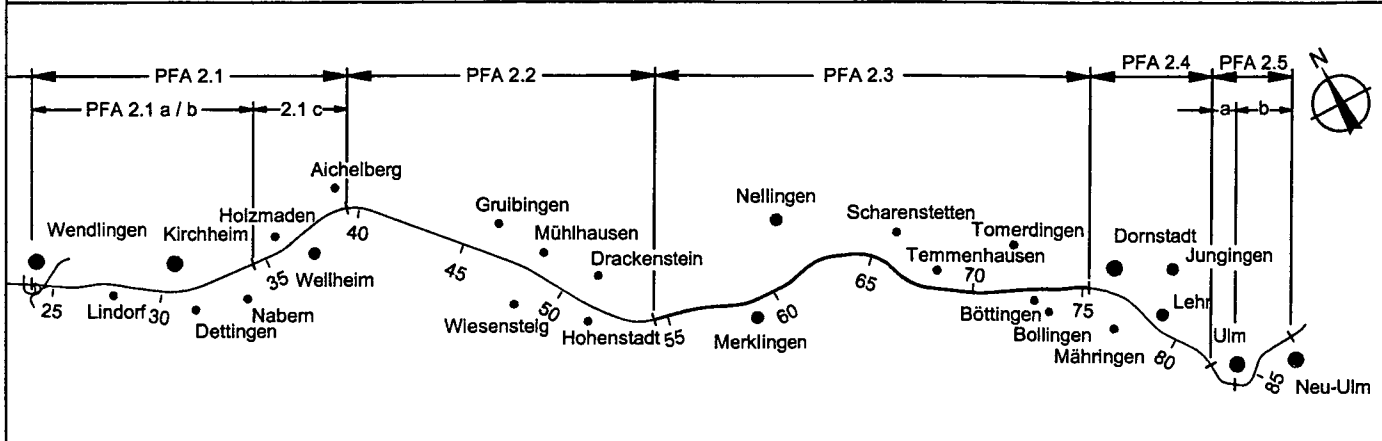 PFA 2.1
PFA 2.2
PFA 2.3
PFA 2.4
PFA 2.5
N
PFA 2.1 a / b
2.1 c
a
b
Aichelberg
Wendlingen
Kirchheim
Holzmaden
Wellheim
Lindorf
Dettingen
Nabern
25
30
35
40
Gruibingen
Mühlhausen
Drackenstein
Wiesensteig
Hohenstadt
45
50
55
Nellingen
Merklingen
60
Scharenstetten
65
Temmenhausen
Tomerdingen
70
Böttingen
Bollingen
Mähringen
75
Dornstadt
Jungingen
Lehr
80
Ulm
85
Neu-Ulm